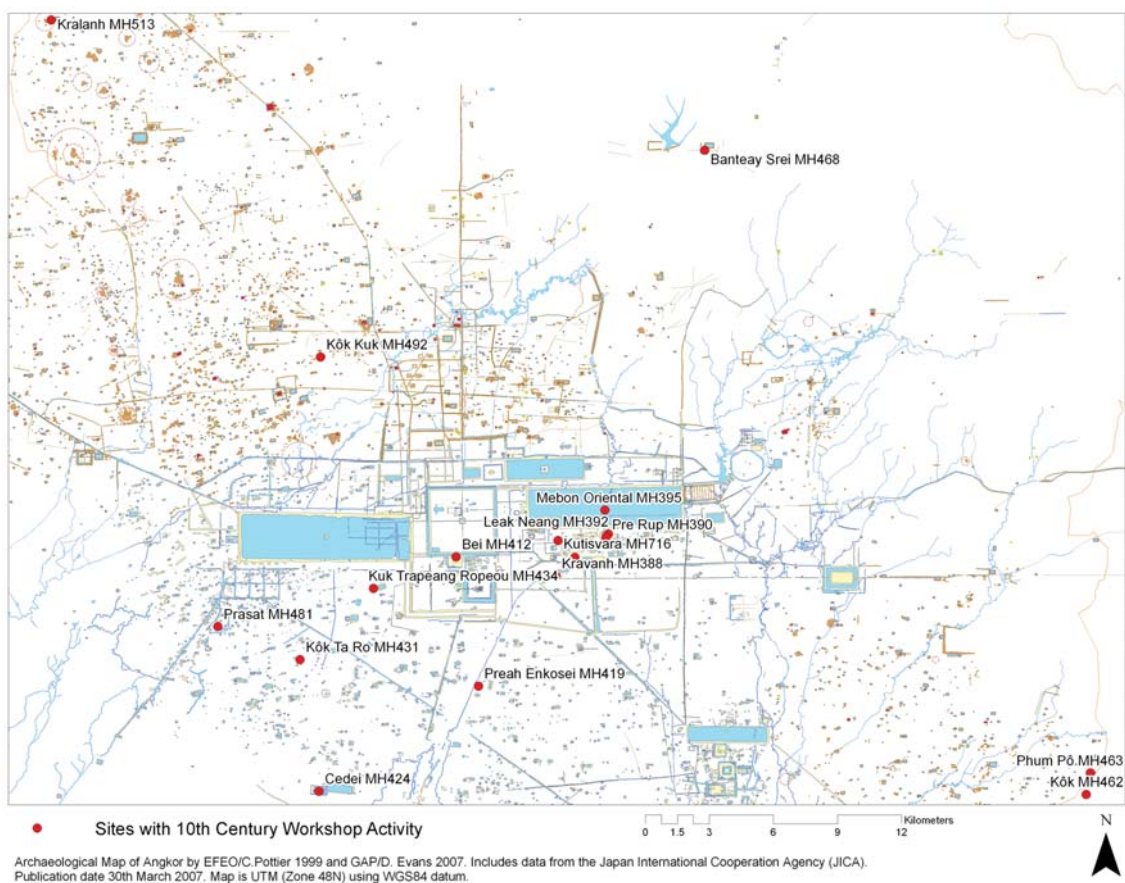 Kralanh MH513
Banteay Srei MH468
Kôk Kuk MH492
Mebon Oriental MH395
Leak Neang MH392
Pre Rup MH390
Bei MH412
Kutisvara MH716
Kravanh MH388
Kuk Trapeang Ropeou MH434
Prasat MH481
Kôk Ta Ro MH431
Preah Enkosei MH419
Phum Pô.MH463
Cedei MH424
Kôk MH462
Sites with 10th Century Workshop Activity
Kilometers
0 1.5 3 6 9 12
N
Archaeological Map of Angkor by EFEO/C.Pottier 1999 and GAP/D. Evans 2007. Includes data from the Japan International Cooperation Agency (JICA).
Publication date 30th March 2007. Map is UTM (Zone 48N) using WGS84 datum.